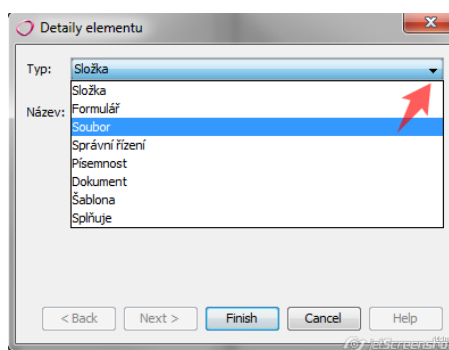 Detaily elementu
Typ:
Složka
Složka
Název:
Formulář
Soubor
Správní řízení
Písemnost
Dokument
Šablona
Splňuje
< Back
Next >
Finish
Cancel
Help